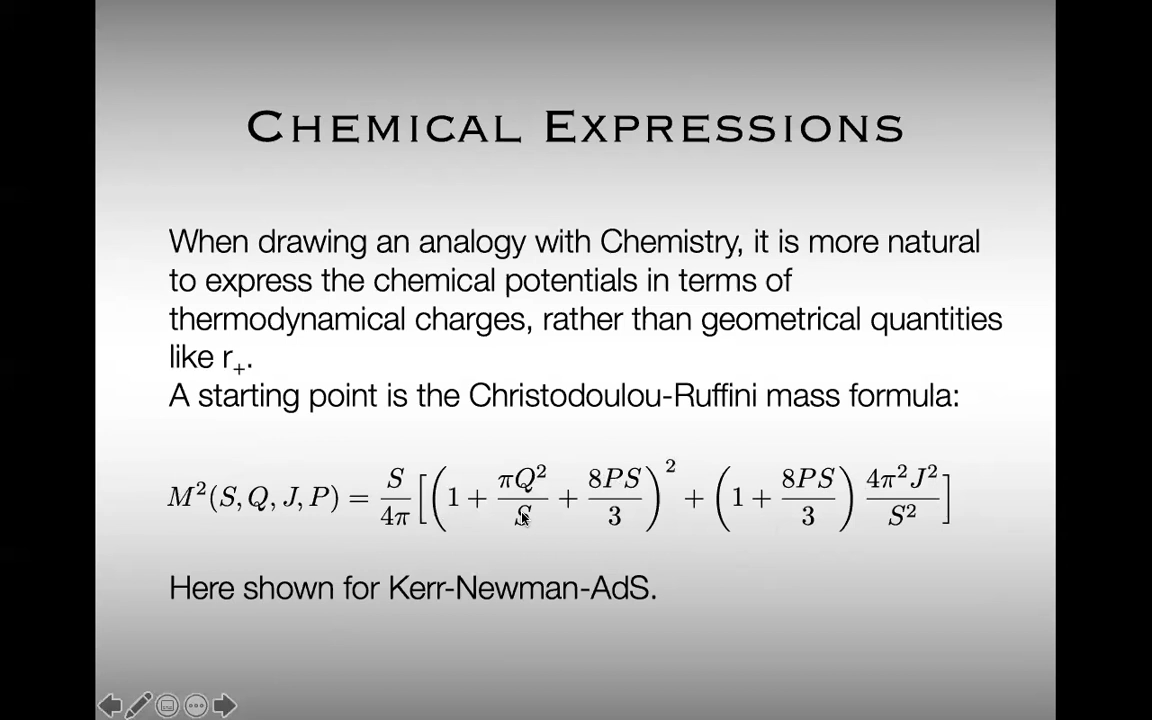 CHEMICAL EXPRESSIONS
When drawing an analogy with Chemistry, it is more natural
to express the chemical potentials in terms of
thermodynamical charges, rather than geometrical quantities
like r₊.
A starting point is the Christodoulou-Ruffini mass formula:
M²(S, Q, J, P) = S/4π [(1 + πQ²/S + 8PS/3)² + (1 + 8PS/3) 4π²J²/S²]
Here shown for Kerr-Newman-AdS.